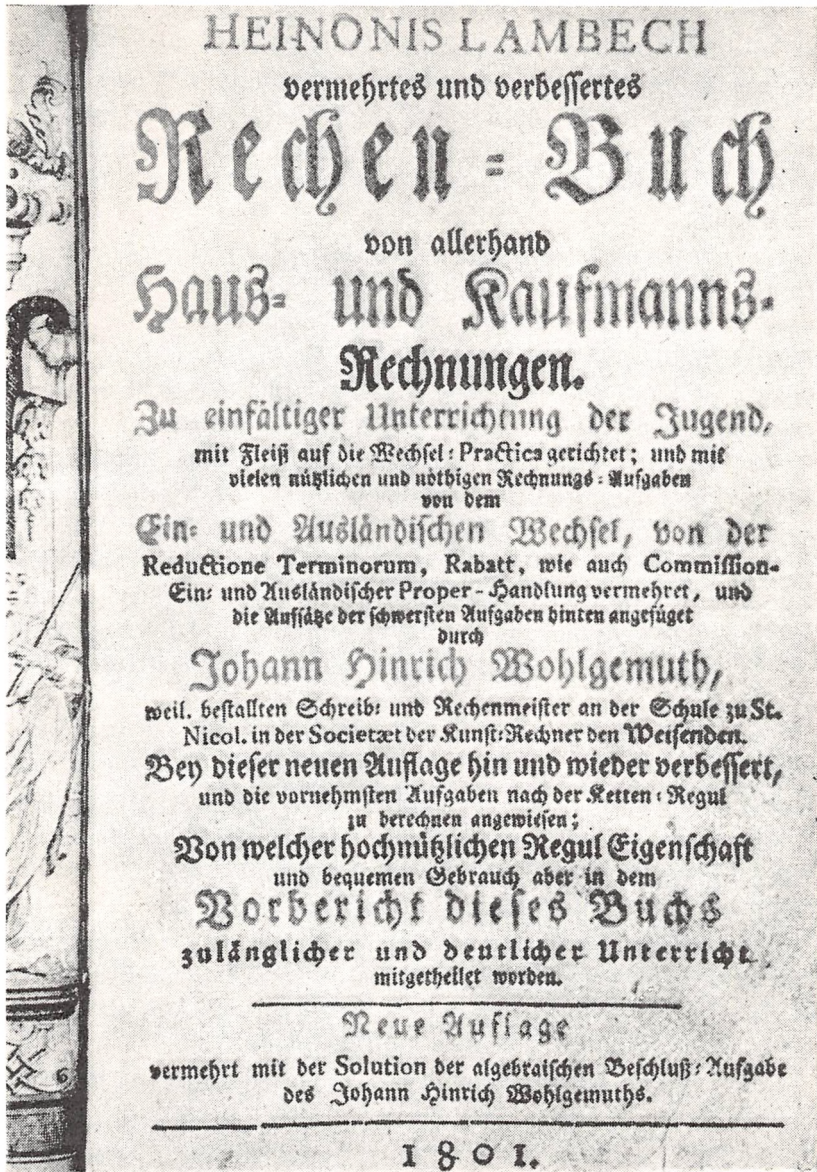 HEINONIS LAMBECH
vermehrtes und verbessertes
Rechen-Buch
von allerhand
Haus- und Kaufmanns-
Rechnungen.
Zu einfältiger Unterrichtung der Jugend,
mit Fleiß auf die Wechsel-Practica gerichtet; und mit
vielen nützlichen und nöthigen Rechnungs-Aufgaben
von dem
Ein- und Ausländischen Wechsel, von der
Reductione Terminorum, Rabatt, wie auch Commission-
Ein- und Ausländischer Proper-Handlung vermehret, und
die Aufsätze der schwersten Aufgaben hinten angefüget
durch
Johann Hinrich Wohlgemuth,
weil. bestallten Schreib- und Rechenmeister an der Schule zu St.
Nicol. in der Societæt der Kunst-Rechner den Weisenden.
Bey dieser neuen Auflage hin und wieder verbessert,
und die vornehmsten Aufgaben nach der Ketten-Regul
zu berechnen angewiesen;
Von welcher hochnützlichen Regul Eigenschaft
und bequemen Gebrauch aber in dem
Vorbericht dieses Buchs
zulänglicher und deutlicher Unterricht
mitgetheilet worden.
Neue Auflage
vermehrt mit der Solution der algebraischen Beschluß-Aufgabe
des Johann Hinrich Wohlgemuths.
1801.
6